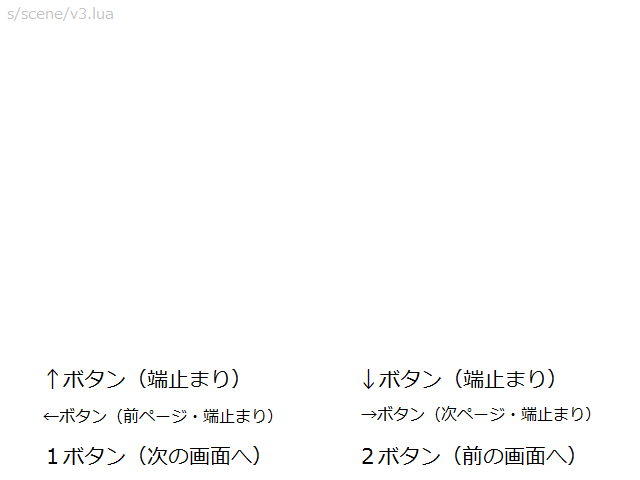 s/scene/v3.lua
↑ボタン（端止まり）
↓ボタン（端止まり）
←ボタン（前ページ・端止まり）
→ボタン（次ページ・端止まり）
１ボタン（次の画面へ）
２ボタン（前の画面へ）